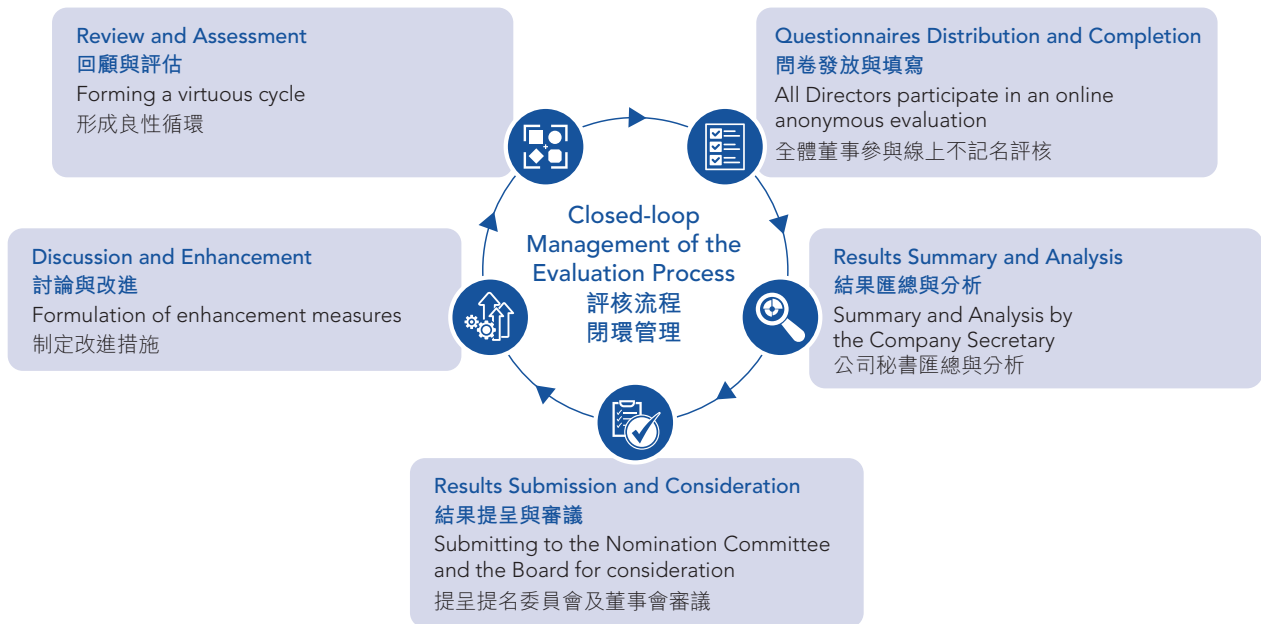 Review and Assessment
回顧與評估
Forming a virtuous cycle
形成良性循環
Questionnaires Distribution and Completion
問卷發放與填寫
All Directors participate in an online
anonymous evaluation
全體董事參與線上不記名評核
Closed-loop
Management of the
Evaluation Process
評核流程
閉環管理
Discussion and Enhancement
討論與改進
Formulation of enhancement measures
制定改進措施
Results Summary and Analysis
結果匯總與分析
Summary and Analysis by
the Company Secretary
公司秘書匯總與分析
Results Submission and Consideration
結果提呈與審議
Submitting to the Nomination Committee
and the Board for consideration
提呈提名委員會及董事會審議